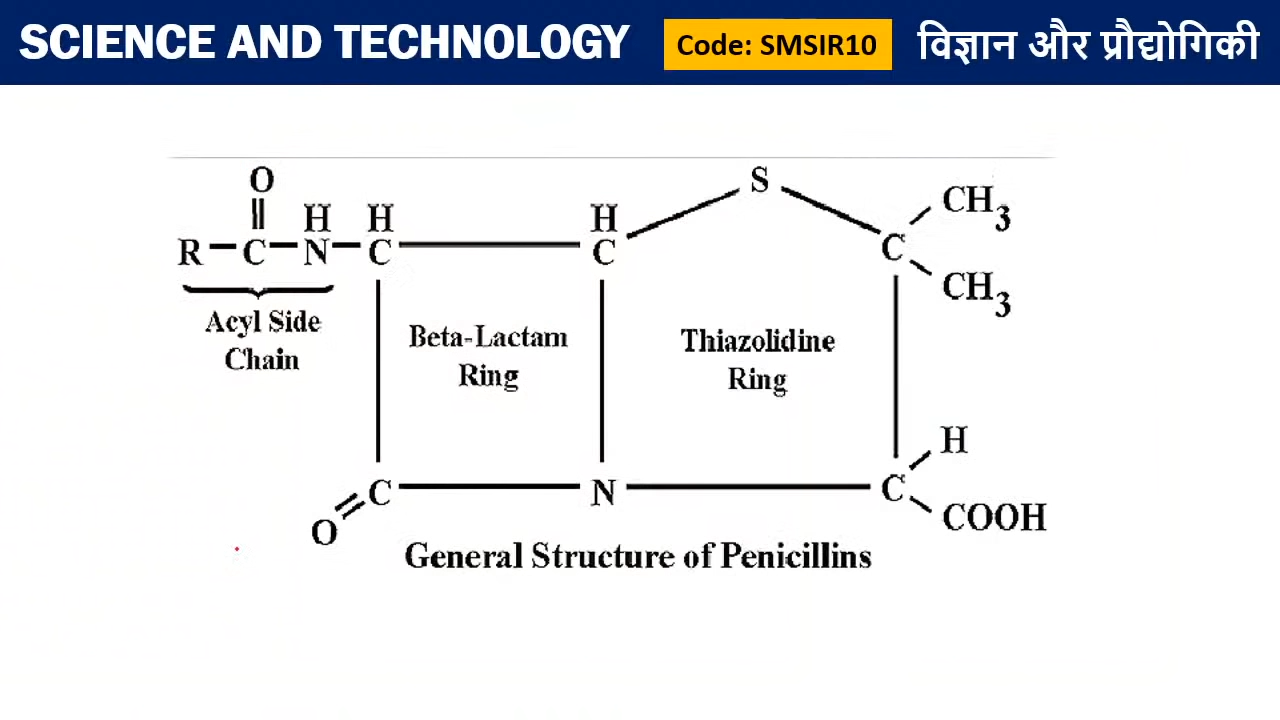 SCIENCE AND TECHNOLOGY
Code: SMSIR10
विज्ञान और प्रौद्योगिकी
O
S
CH3
H H H
R C N C C C
CH3
Acyl Side
Chain
Beta-Lactam
Ring
Thiazolidine
Ring
H
C N C
O
COOH
General Structure of Penicillins